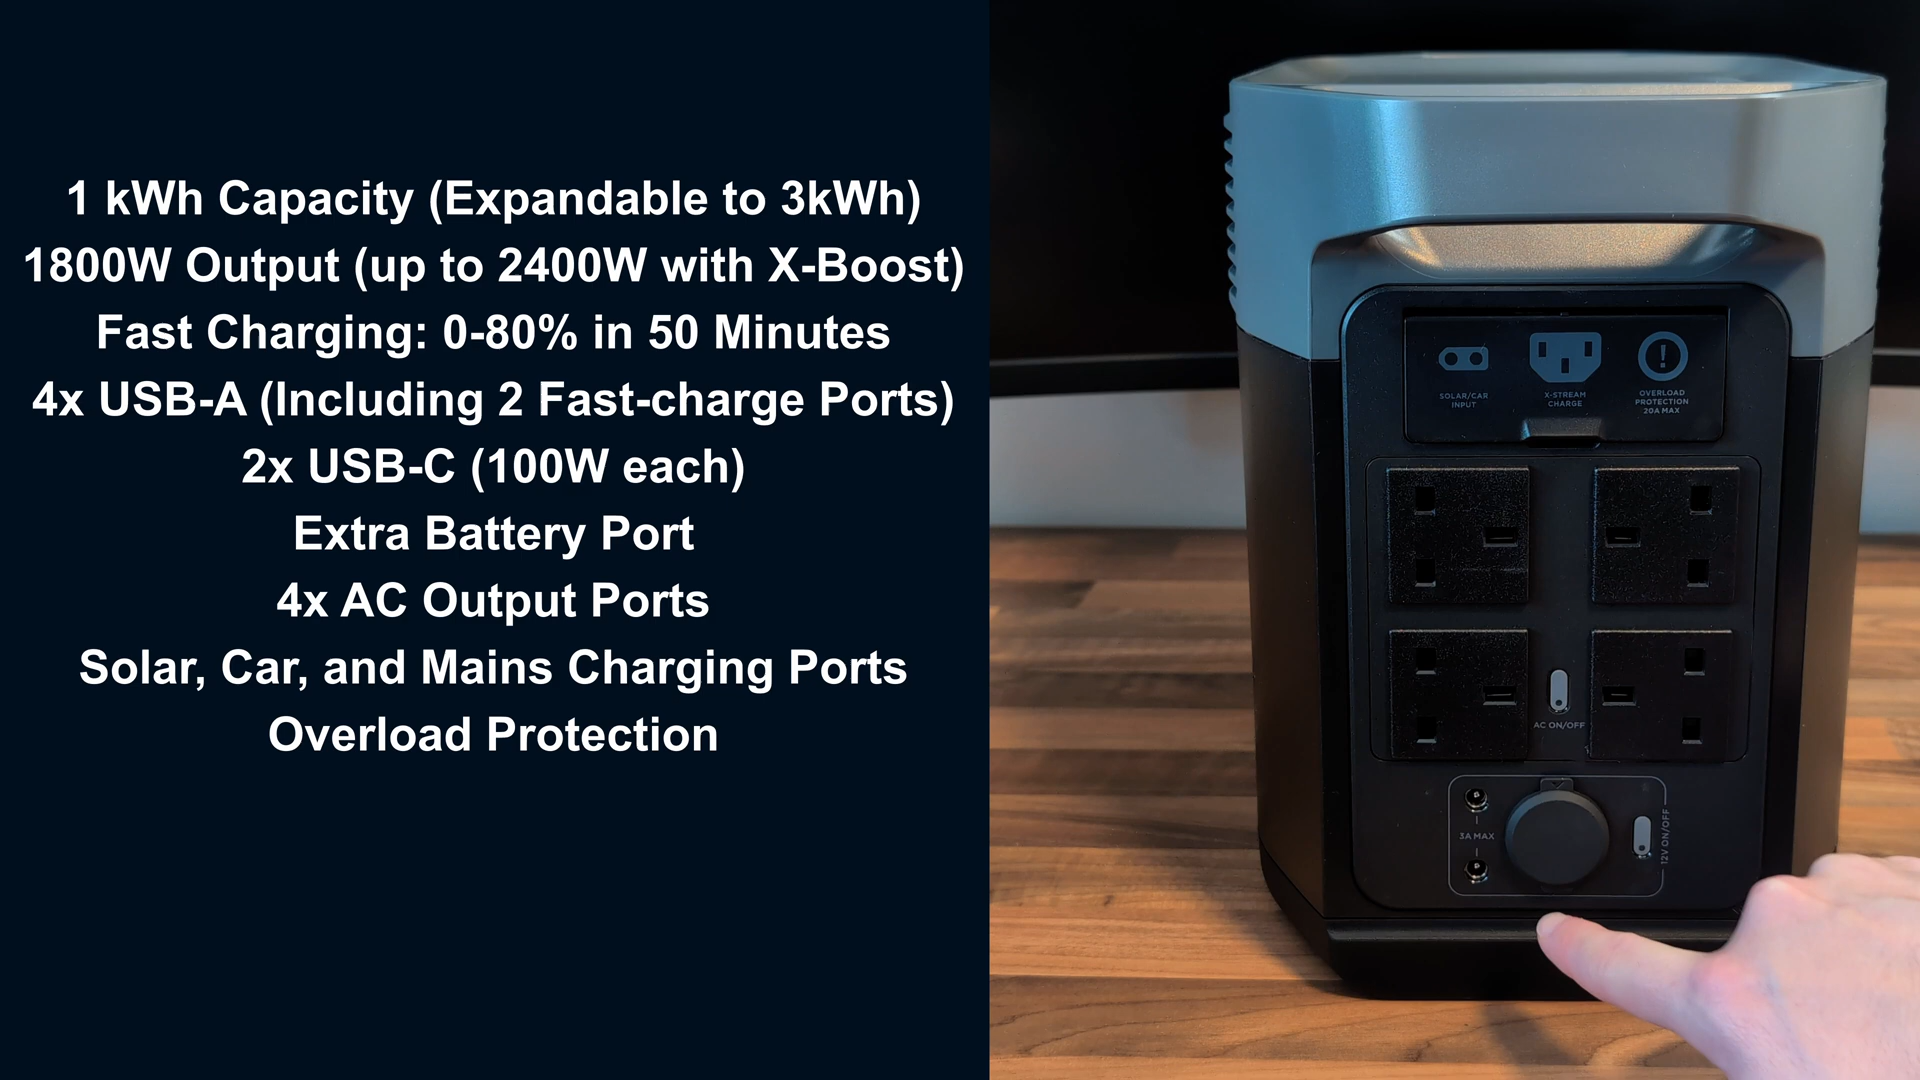 1 kWh Capacity (Expandable to 3kWh)
1800W Output (up to 2400W with X-Boost)
Fast Charging: 0-80% in 50 Minutes
4x USB-A (Including 2 Fast-charge Ports)
2x USB-C (100W each)
Extra Battery Port
4x AC Output Ports
Solar, Car, and Mains Charging Ports
Overload Protection
SOLAR/CAR
INPUT
X-STREAM
CHARGE
OVERLOAD
PROTECTION
20A MAX
AC ON/OFF
3A MAX
12V ON/OFF